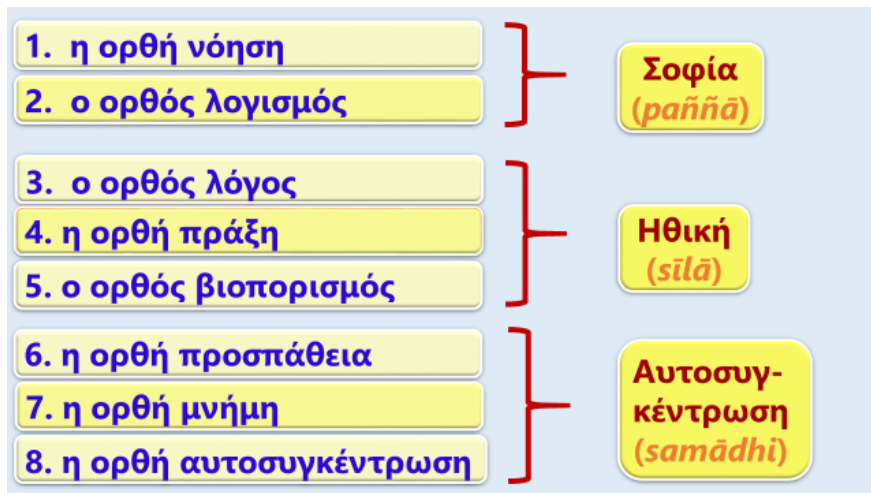 1. η ορθή νόηση
2. ο ορθός λογισμός
Σοφία
(paññā)
3. ο ορθός λόγος
4. η ορθή πράξη
5. ο ορθός βιοπορισμός
Ηθική
(sīlā)
6. η ορθή προσπάθεια
7. η ορθή μνήμη
8. η ορθή αυτοσυγκέντρωση
Αυτοσυγ-
κέντρωση
(samādhi)